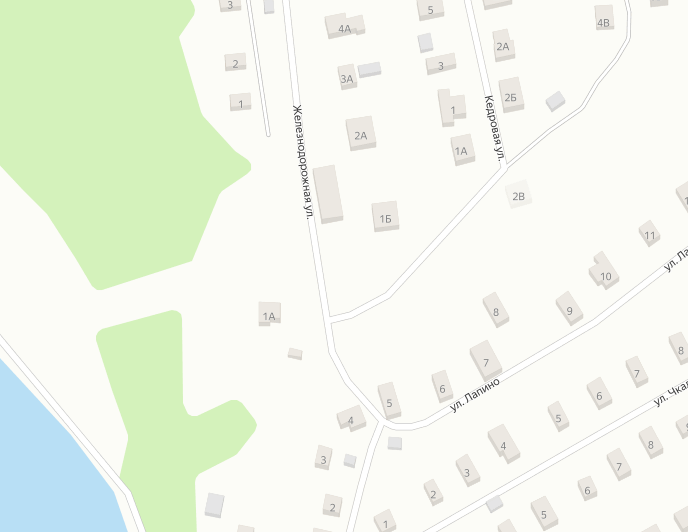 3
5
4А
4В
2А
2
3А
3
1
2Б
1
Железнодорожная ул.
Кедровая ул.
2А
1А
2В
1Б
11
ул. Ла
10
8
9
1А
7
8
7
6
6
ул. Лапино
ул. Чкал
5
5
4
4
8
3
3
7
2
6
2
5
1